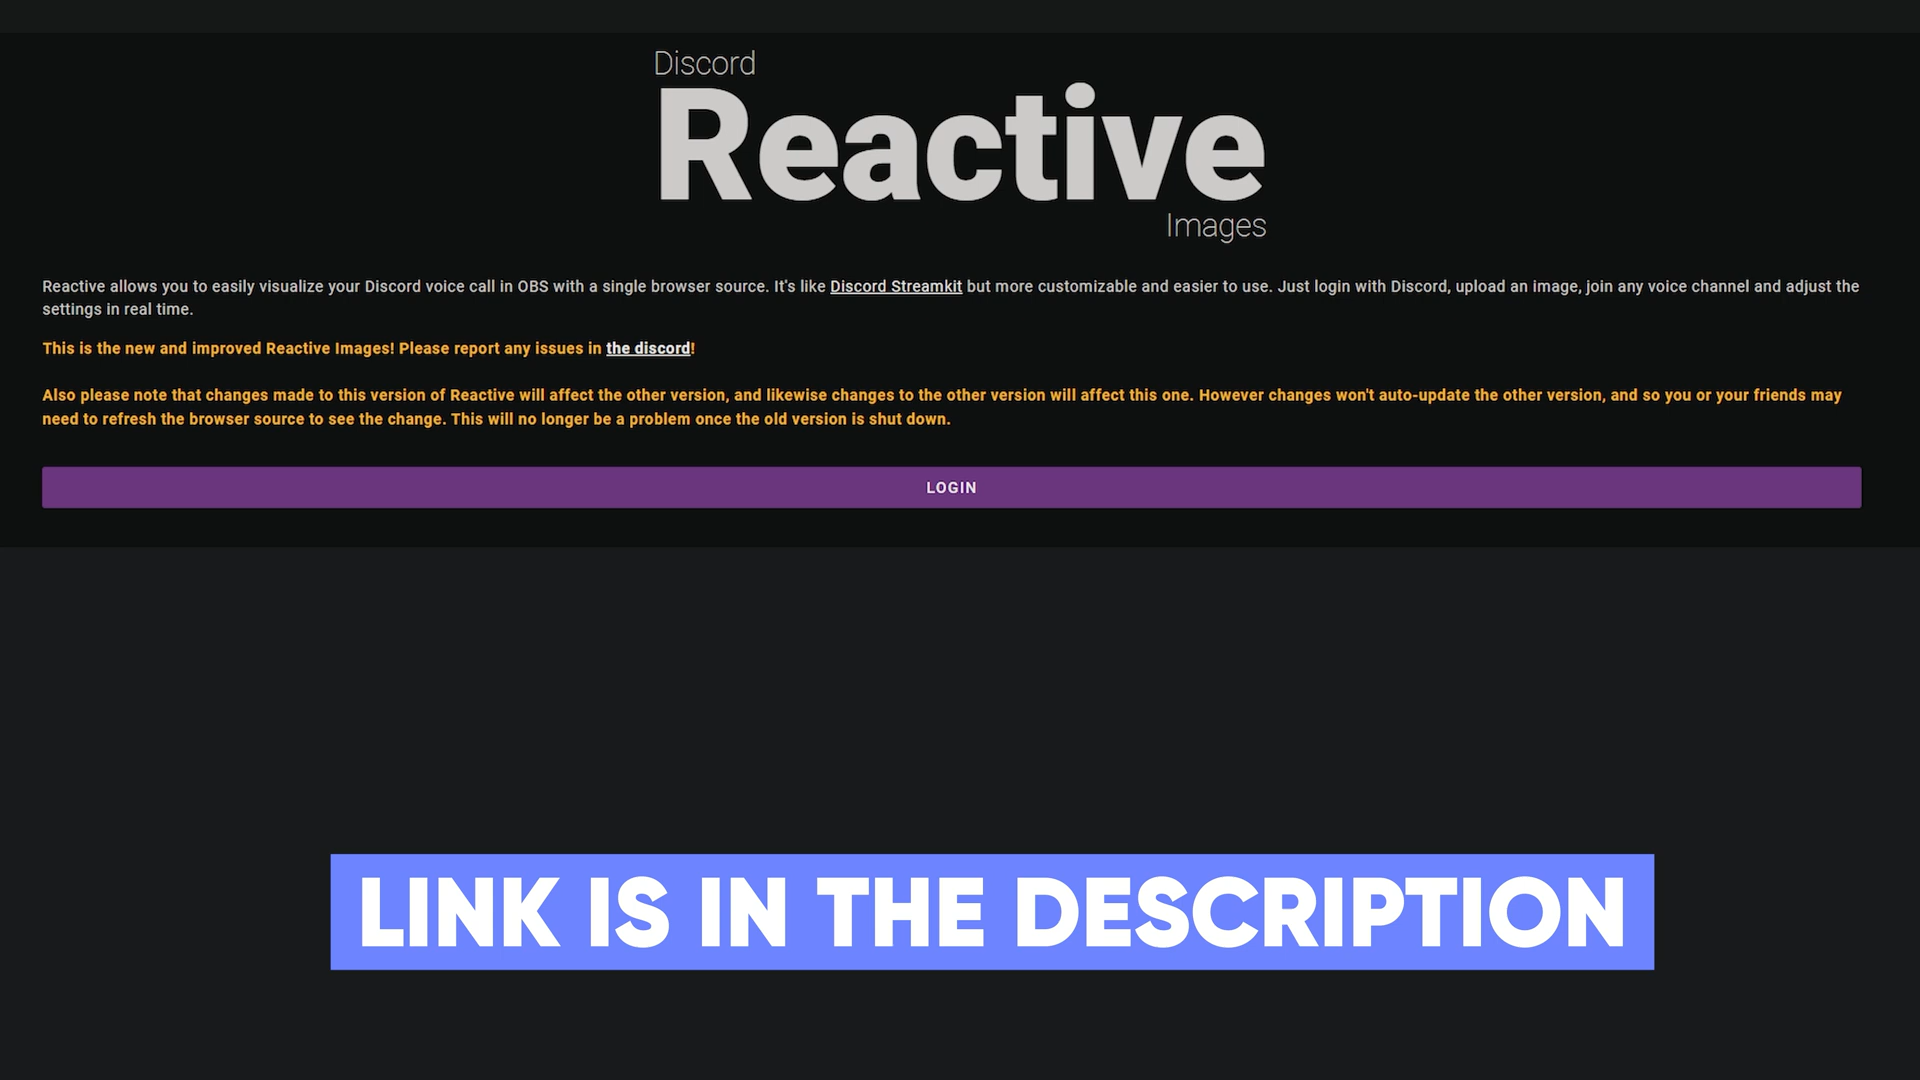 Discord
Reactive
Images
Reactive allows you to easily visualize your Discord voice call in OBS with a single browser source. It's like Discord Streamkit but more customizable and easier to use. Just login with Discord, upload an image, join any voice channel and adjust the
settings in real time.
This is the new and improved Reactive Images! Please report any issues in the discord!
Also please note that changes made to this version of Reactive will affect the other version, and likewise changes to the other version will affect this one. However changes won't auto-update the other version, and so you or your friends may
need to refresh the browser source to see the change. This will no longer be a problem once the old version is shut down.
LOGIN
LINK IS IN THE DESCRIPTION